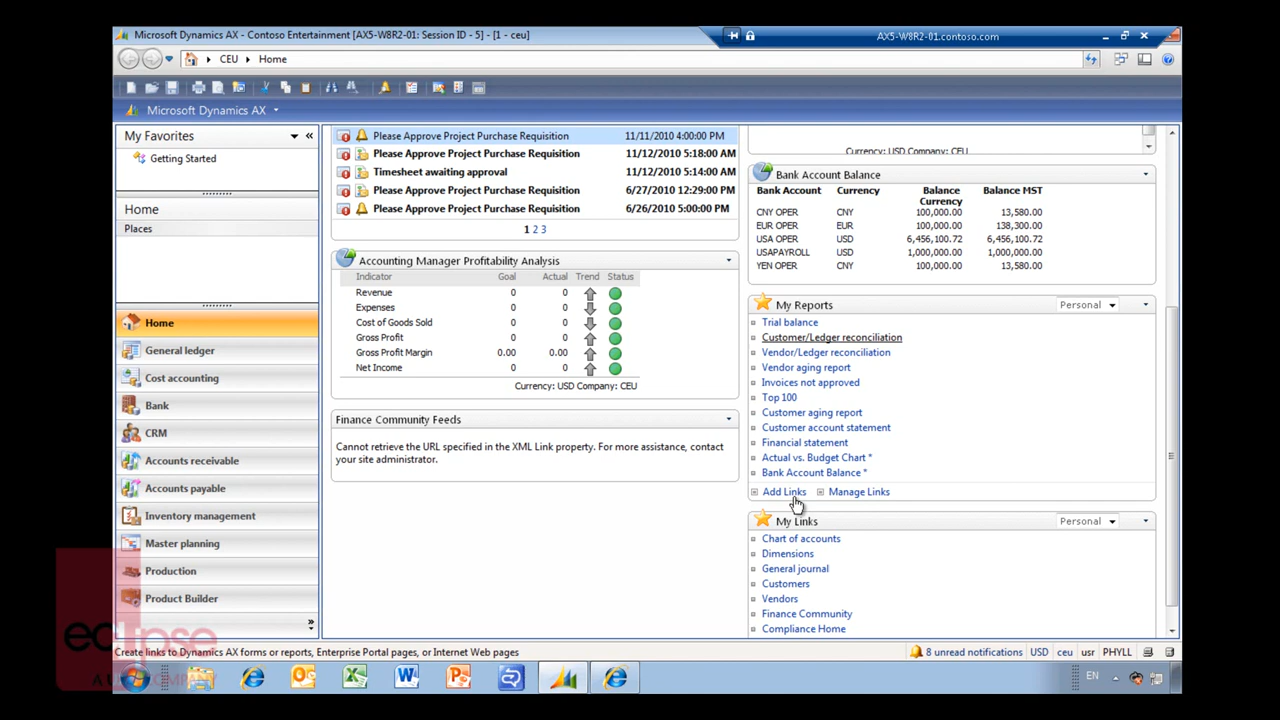 Microsoft Dynamics AX - Contoso Entertainment [AX5-W8R2-01: Session ID - 5] - [1 - ceu]
AX5-W8R2-01.contoso.com
CEU
Home
Microsoft Dynamics AX
My Favorites
Getting Started
Home
Places
Home
General ledger
Cost accounting
Bank
CRM
Accounts receivable
Accounts payable
Inventory management
Master planning
Production
Product Builder
Please Approve Project Purchase Requisition 11/11/2010 4:00:00 PM
Please Approve Project Purchase Requisition 11/12/2010 5:18:00 AM
Timesheet awaiting approval 11/12/2010 5:14:00 AM
Please Approve Project Purchase Requisition 6/27/2010 12:29:00 PM
Please Approve Project Purchase Requisition 6/26/2010 5:00:00 PM
1 2 3
Accounting Manager Profitability Analysis
Indicator Goal Actual Trend Status
Revenue 0 0
Expenses 0 0
Cost of Goods Sold 0 0
Gross Profit 0 0
Gross Profit Margin 0.00 0.00
Net Income 0 0
Currency: USD Company: CEU
Finance Community Feeds
Cannot retrieve the URL specified in the XML Link property. For more assistance, contact
your site administrator.
Currency: USD Company: CEU
Bank Account Balance
Bank Account Currency Balance Currency Balance MST
CNY OPER CNY 100,000.00 13,580.00
EUR OPER EUR 100,000.00 138,300.00
USA OPER USD 6,456,100.72 6,456,100.72
USAPAYROLL USD 1,000,000.00 1,000,000.00
YEN OPER CNY 100,000.00 13,580.00
My Reports Personal
Trial balance
Customer/Ledger reconciliation
Vendor/Ledger reconciliation
Vendor aging report
Invoices not approved
Top 100
Customer aging report
Customer account statement
Financial statement
Actual vs. Budget Chart *
Bank Account Balance *
Add Links Manage Links
My Links Personal
Chart of accounts
Dimensions
General journal
Customers
Vendors
Finance Community
Compliance Home
Create links to Dynamics AX forms or reports, Enterprise Portal pages, or Internet Web pages
8 unread notifications USD ceu usr PHYLL
EN
eclipse